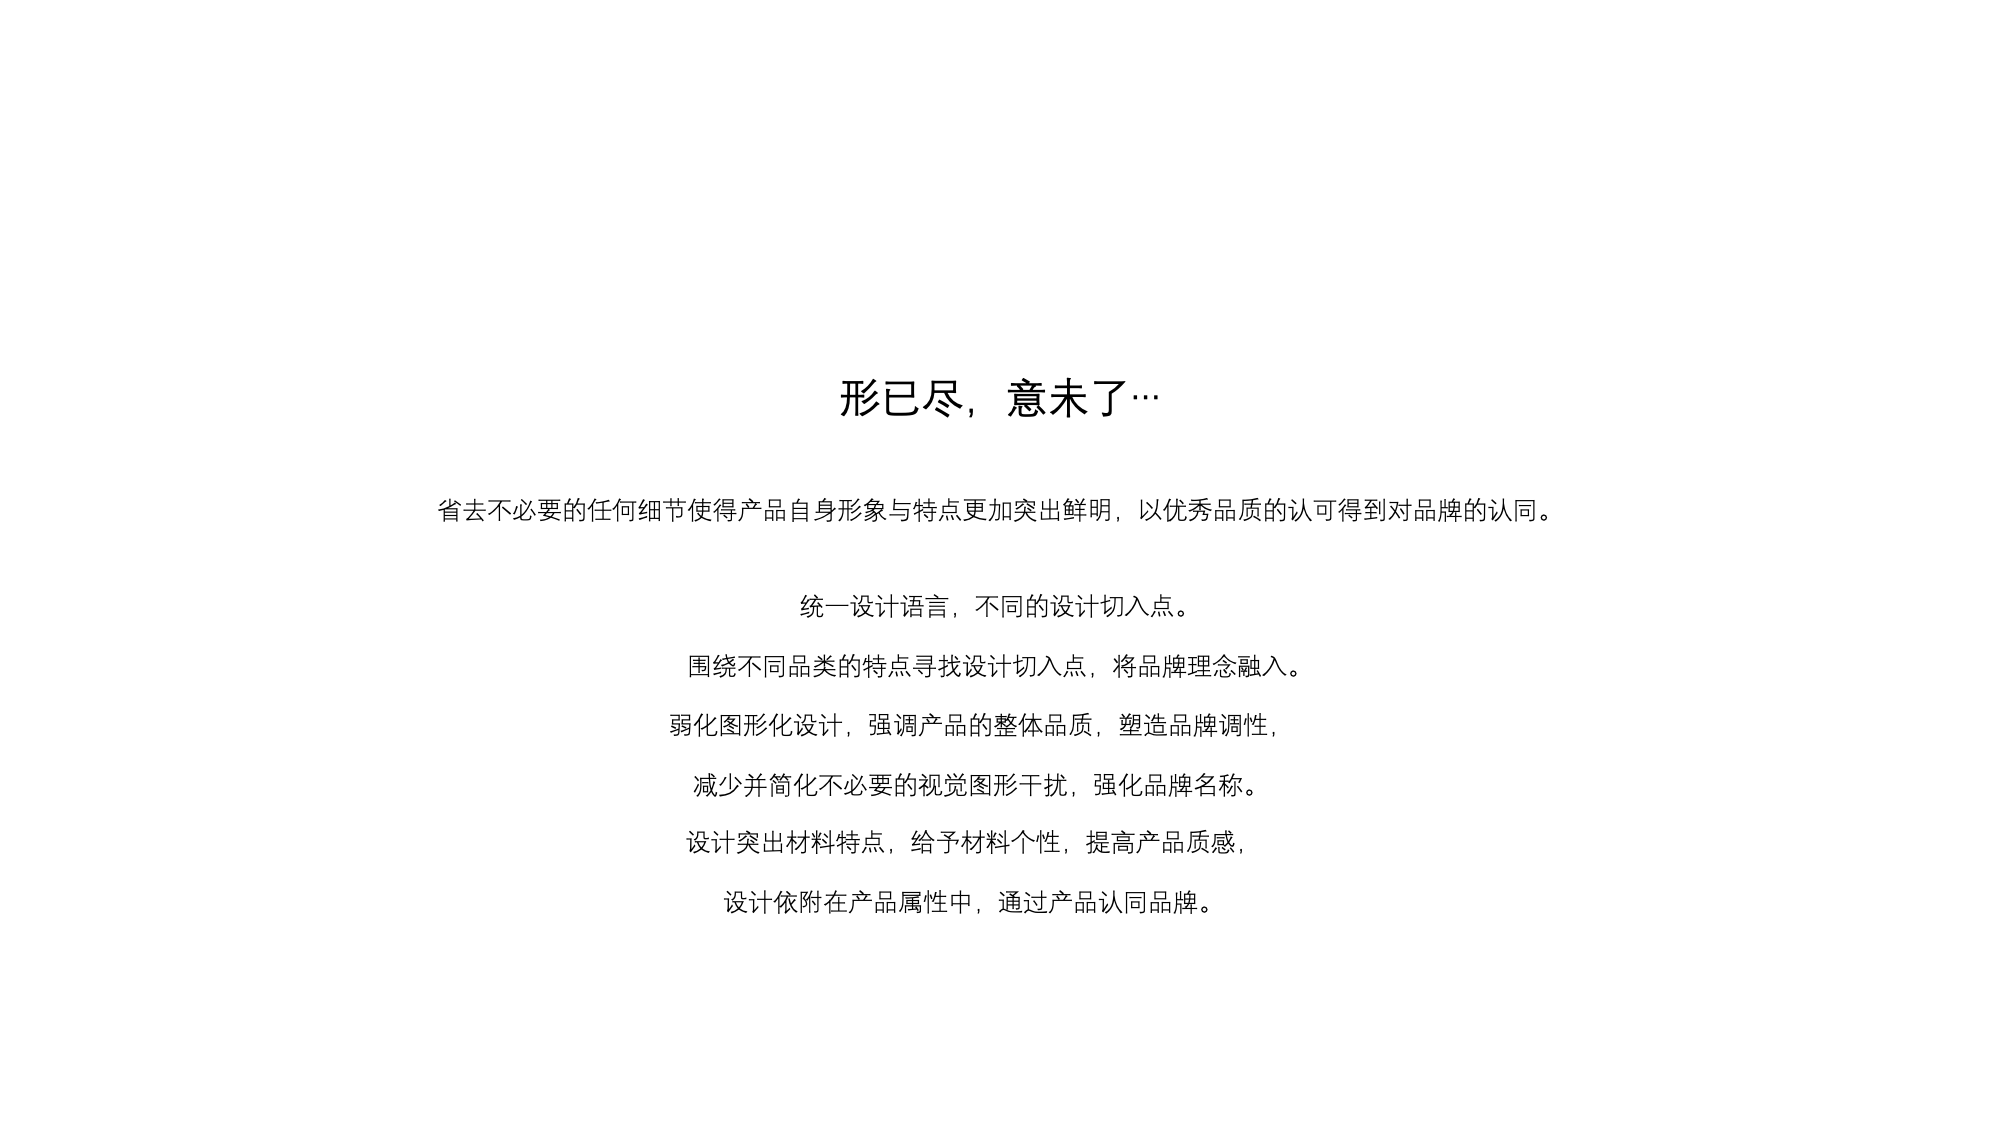 形已尽，意未了…
省去不必要的任何细节使得产品自身形象与特点更加突出鲜明，以优秀品质的认可得到对品牌的认同。
统一设计语言，不同的设计切入点。
围绕不同品类的特点寻找设计切入点，将品牌理念融入。
弱化图形化设计，强调产品的整体品质，塑造品牌调性，
减少并简化不必要的视觉图形干扰，强化品牌名称。
设计突出材料特点，给予材料个性，提高产品质感，
设计依附在产品属性中，通过产品认同品牌。